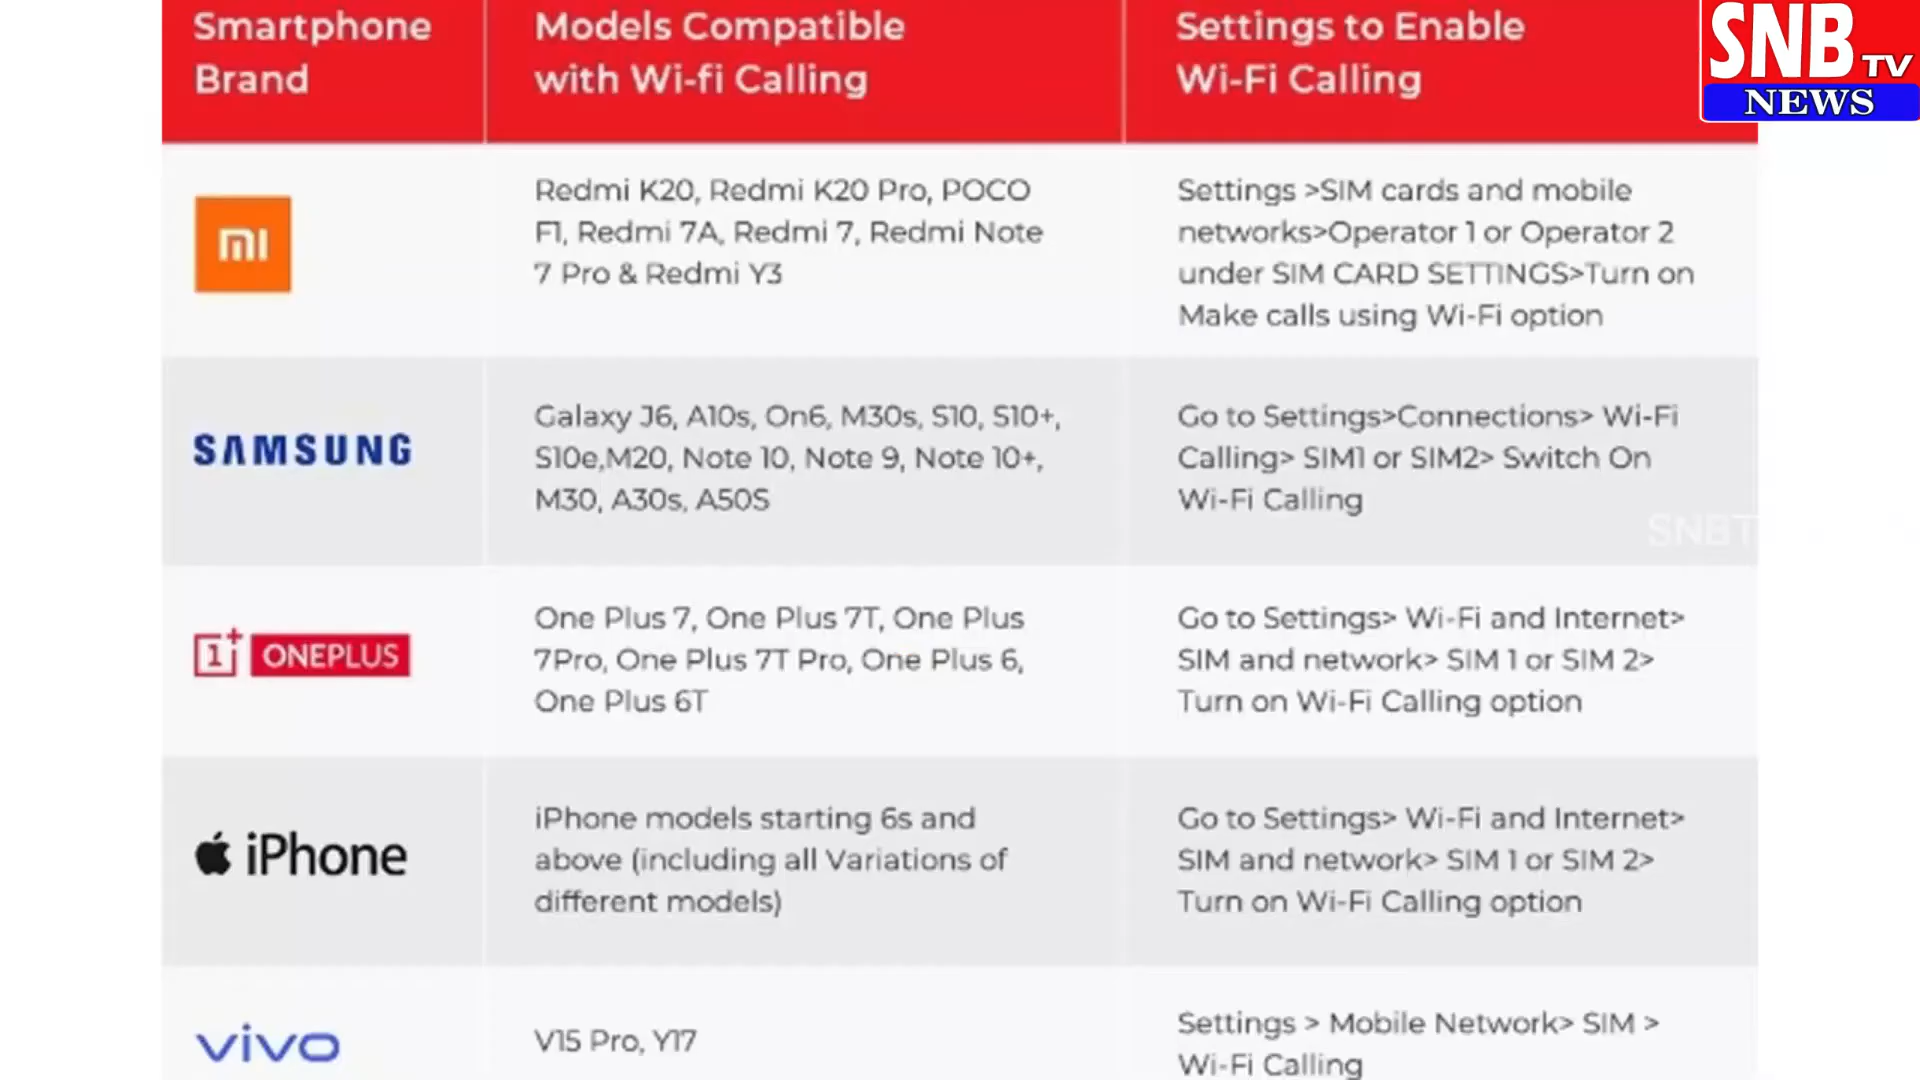 Smartphone
Brand
Models Compatible
with Wi-fi Calling
Settings to Enable
Wi-Fi Calling
SNB TV
NEWS
mi
Redmi K20, Redmi K20 Pro, POCO
F1, Redmi 7A, Redmi 7, Redmi Note
7 Pro & Redmi Y3
Settings >SIM cards and mobile
networks>Operator 1 or Operator 2
under SIM CARD SETTINGS>Turn on
Make calls using Wi-Fi option
SAMSUNG
Galaxy J6, A10s, On6, M30s, S10, S10+,
S10e,M20, Note 10, Note 9, Note 10+,
M30, A30s, A50S
Go to Settings>Connections> Wi-Fi
Calling> SIM1 or SIM2> Switch On
Wi-Fi Calling
1+ ONEPLUS
One Plus 7, One Plus 7T, One Plus
7Pro, One Plus 7T Pro, One Plus 6,
One Plus 6T
Go to Settings> Wi-Fi and Internet>
SIM and network> SIM 1 or SIM 2>
Turn on Wi-Fi Calling option
iPhone
iPhone models starting 6s and
above (including all Variations of
different models)
Go to Settings> Wi-Fi and Internet>
SIM and network> SIM 1 or SIM 2>
Turn on Wi-Fi Calling option
vivo
V15 Pro, Y17
Settings > Mobile Network> SIM >
Wi-Fi Calling